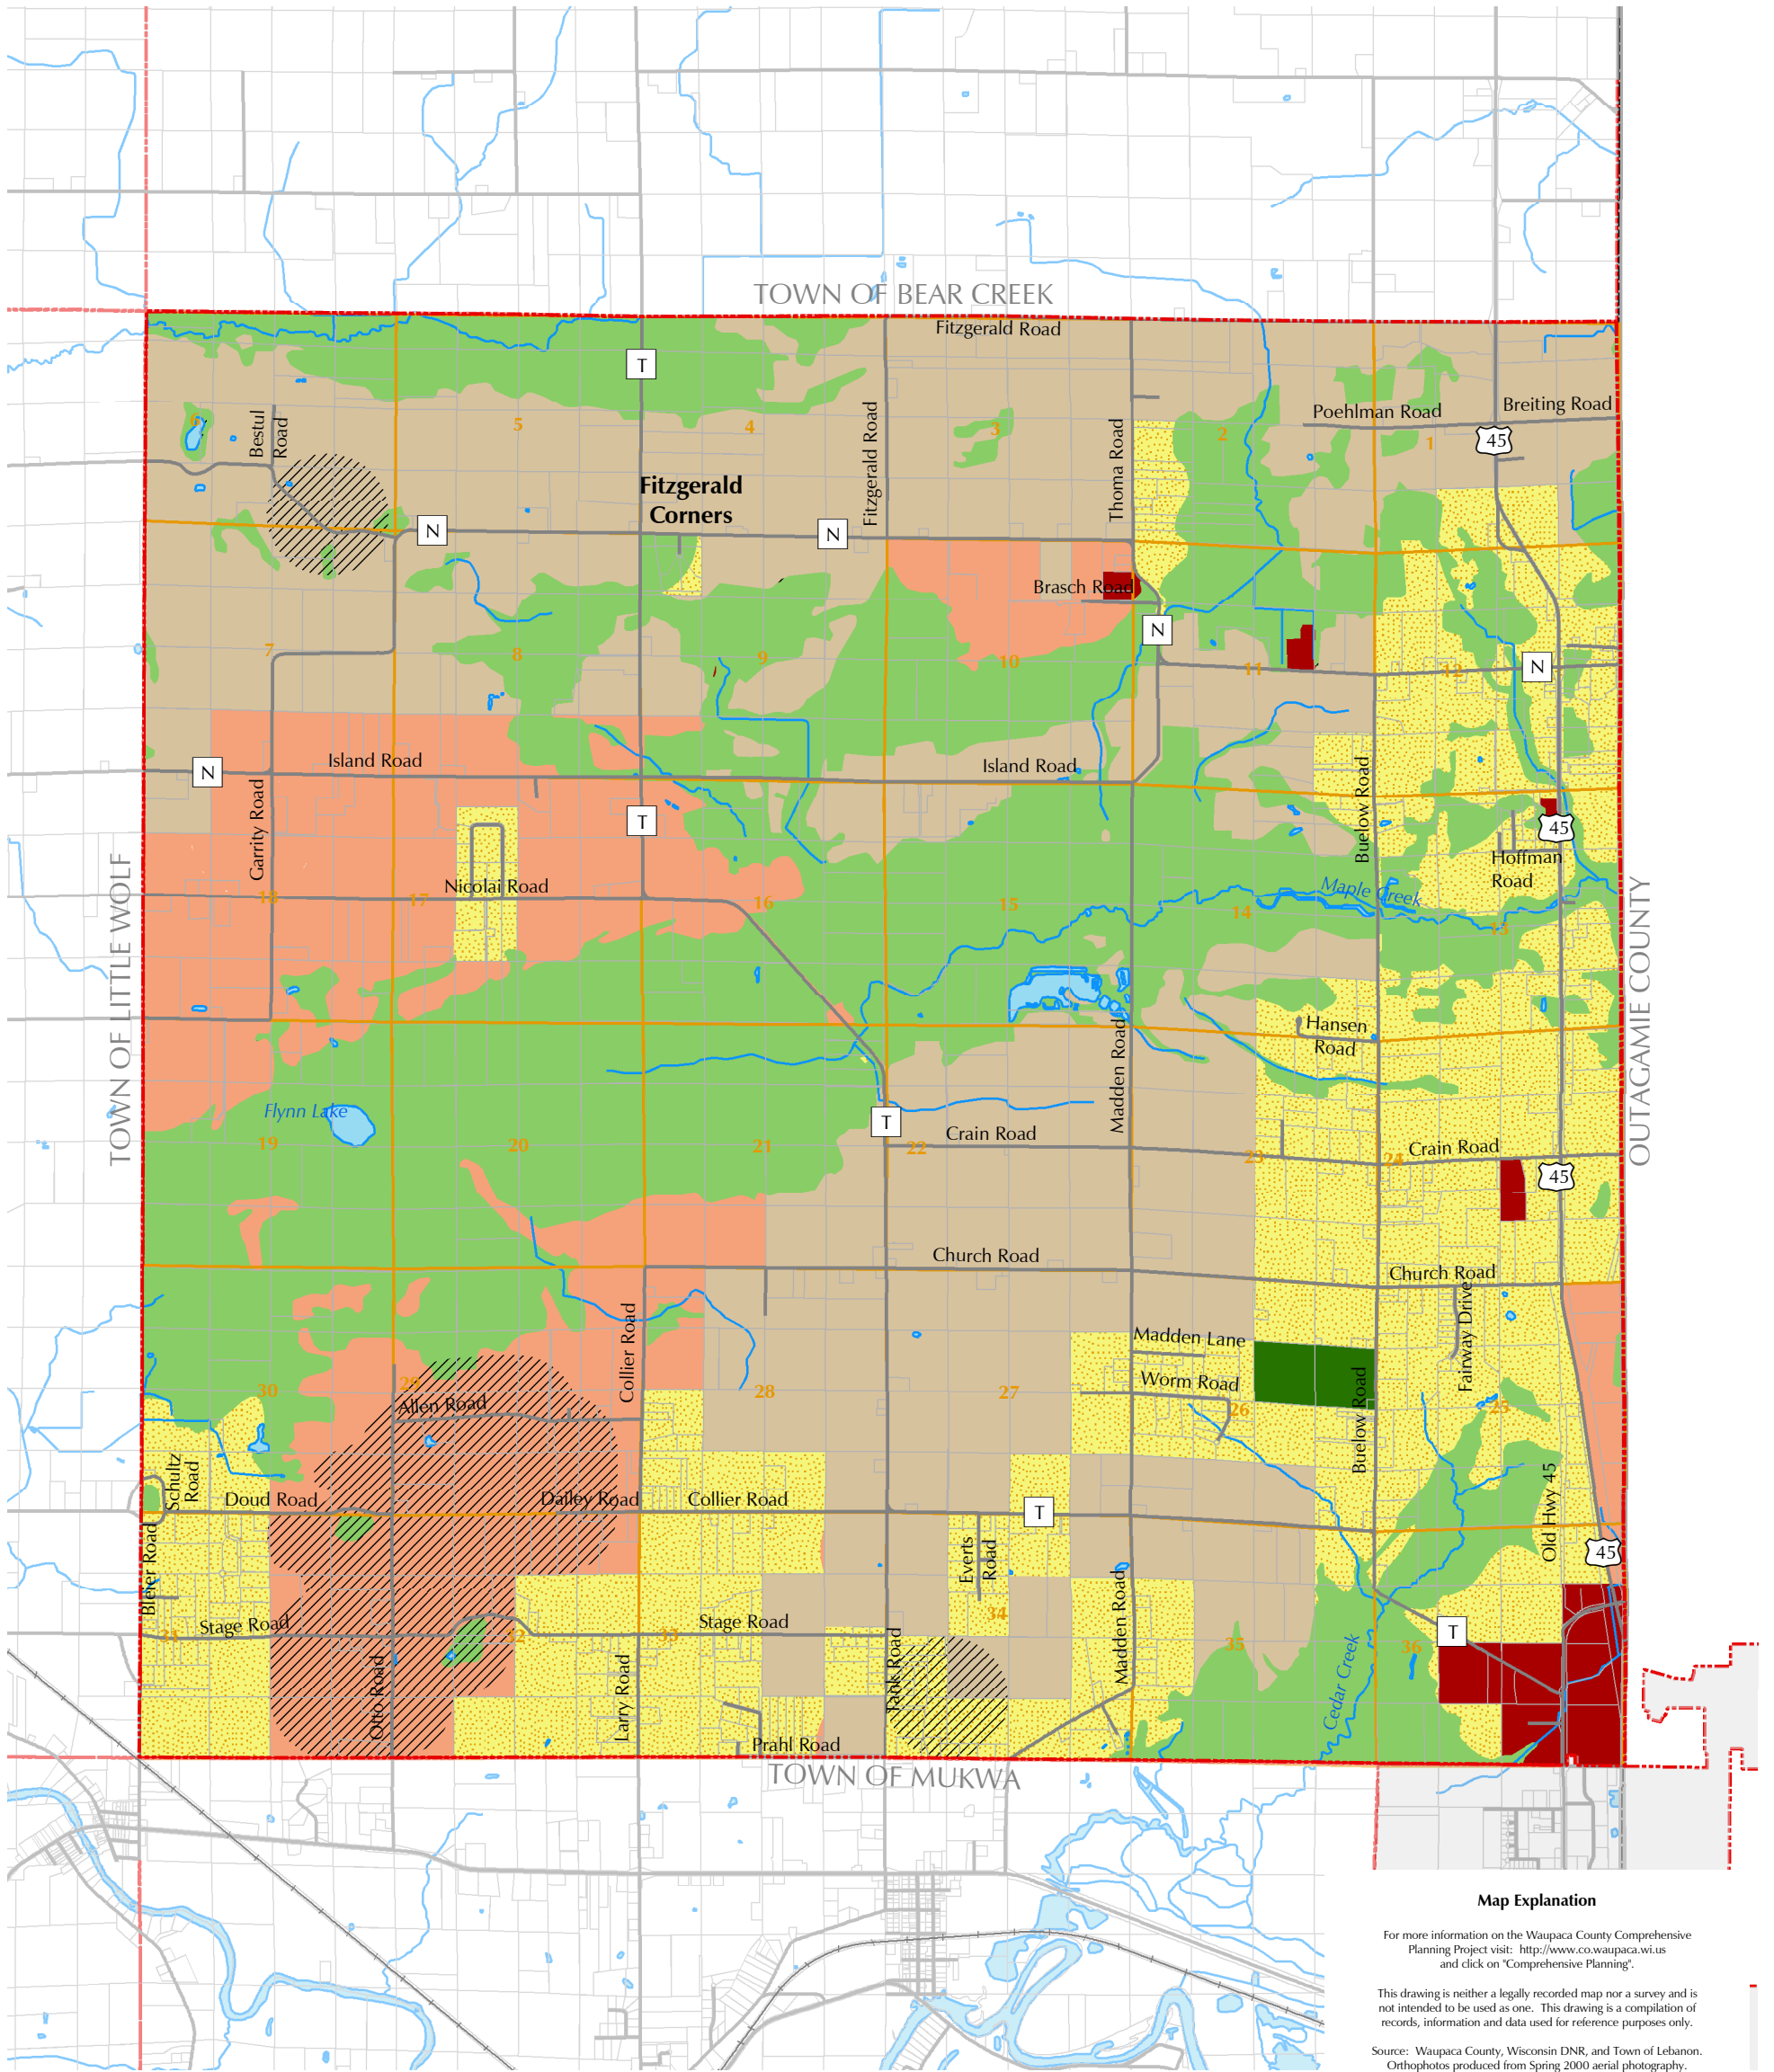 TOWN OF BEAR CREEK
Fitzgerald Road
T
Poehlman Road
Breiting Road
Bestul
Road
6
5
4
Fitzgerald Road
3
Thoma Road
2
1
45
Fitzgerald
Corners
N
N
Brasch Road
N
7
8
9
10
11
12
N
N
Island Road
Island Road
Garrity Road
T
Buelow Road
45
Hoffman
Road
TOWN OF LITTLE WOLF
18
17
Nicolai Road
16
15
14
Maple Creek
13
OUTAGAMIE COUNTY
Hansen
Road
Madden Road
Flynn Lake
19
20
21
T
22
Crain Road
23
24
Crain Road
45
Church Road
Church Road
Collier Road
Fairway Drive
Madden Lane
Worm Road
30
29
Allen Road
28
27
26
Buelow Road
25
Schultz
Road
Doud Road
Dailey Road
Collier Road
T
Old Hwy 45
45
Bleier Road
Everts
Road
Stage Road
Stage Road
31
32
33
34
35
36
T
Otto Road
Larry Road
Tank Road
Madden Road
Cedar Creek
Prahl Road
TOWN OF MUKWA
Map Explanation
For more information on the Waupaca County Comprehensive
Planning Project visit: http://www.co.waupaca.wi.us
and click on "Comprehensive Planning".
This drawing is neither a legally recorded map nor a survey and is
not intended to be used as one. This drawing is a compilation of
records, information and data used for reference purposes only.
Source: Waupaca County, Wisconsin DNR, and Town of Lebanon.
Orthophotos produced from Spring 2000 aerial photography.